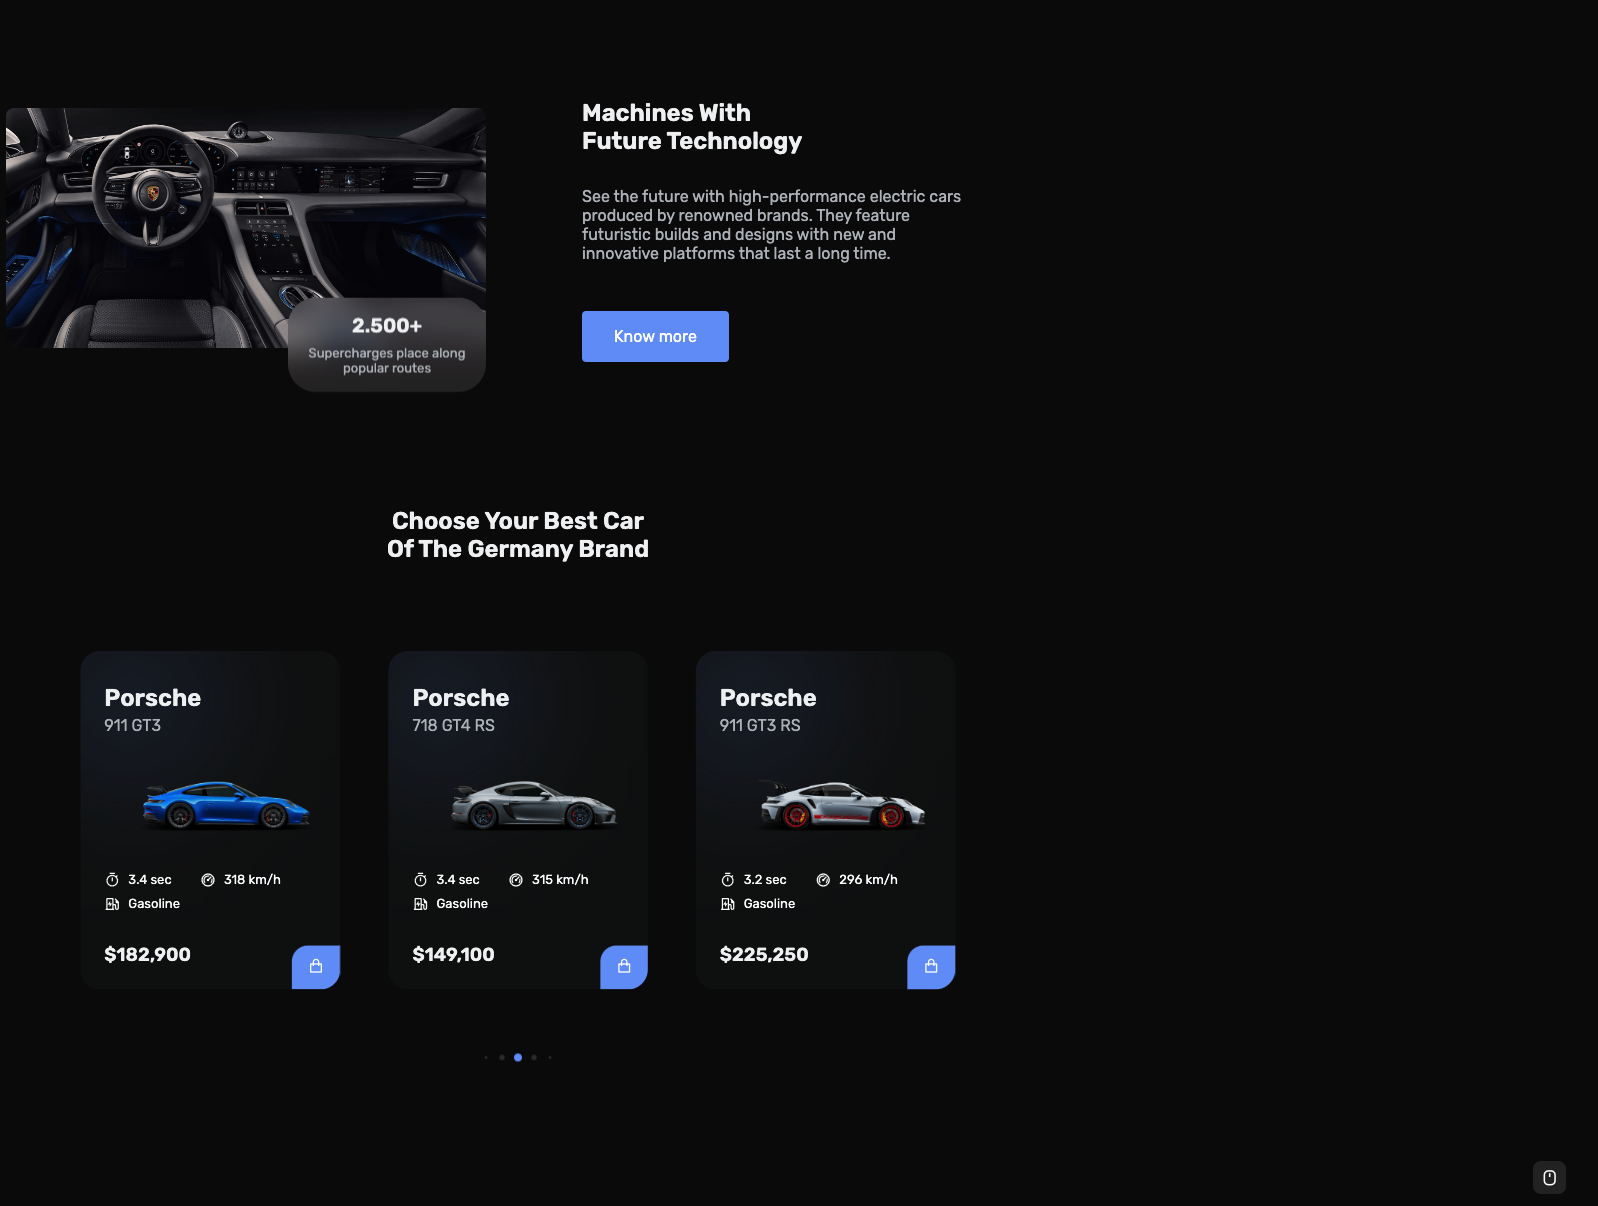 Machines With
Future Technology
See the future with high-performance electric cars
produced by renowned brands. They feature
futuristic builds and designs with new and
innovative platforms that last a long time.
Know more
2.500+
Supercharges place along
popular routes
Choose Your Best Car
Of The Germany Brand
Porsche
911 GT3
3.4 sec
318 km/h
Gasoline
$182,900
Porsche
718 GT4 RS
3.4 sec
315 km/h
Gasoline
$149,100
Porsche
911 GT3 RS
3.2 sec
296 km/h
Gasoline
$225,250